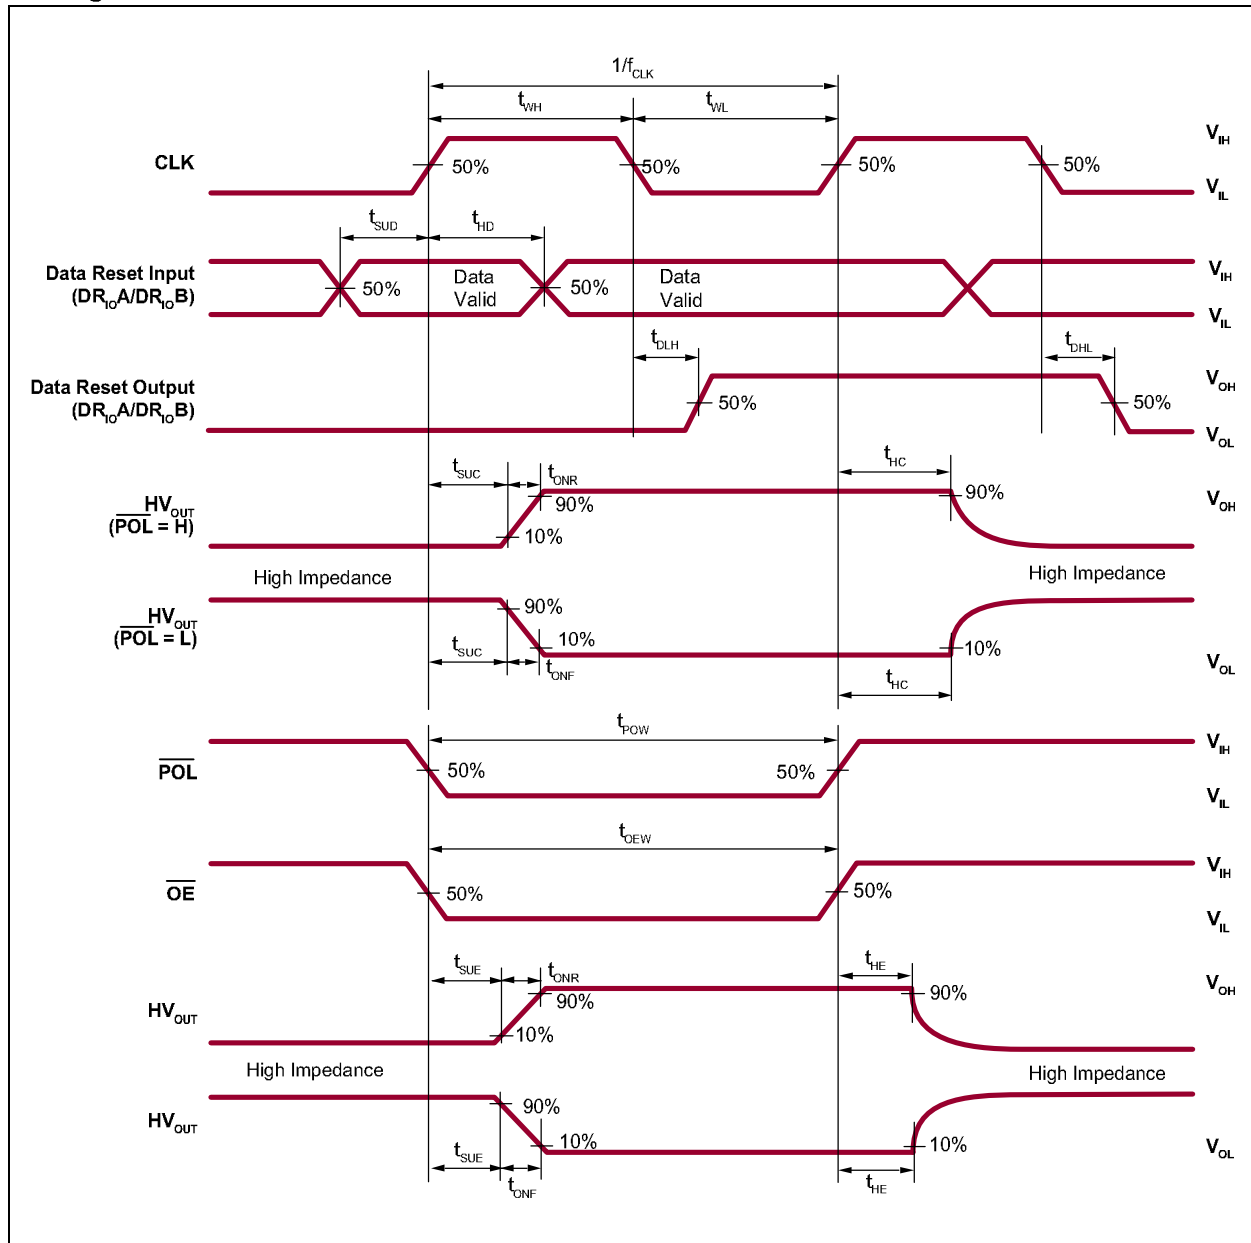 1/fCLK
tWH
tWL
CLK
50%
50%
50%
50%
VIH
VIL
tSUD
tHD
Data Reset Input
(DRIOA/DRIOB)
50%
Data
Valid
50%
Data
Valid
VIH
VIL
tDLH
tDHL
Data Reset Output
(DRIOA/DRIOB)
50%
50%
VOH
VOL
tSUC
tONR
tHC
HVOUT
(P̅O̅L̅ = H)
90%
10%
90%
VOH
High Impedance
High Impedance
HVOUT
(P̅O̅L̅ = L)
90%
10%
10%
tSUC
tONF
tHC
VOL
tPOW
P̅O̅L̅
50%
50%
VIH
VIL
tOEW
O̅E̅
50%
50%
VIH
VIL
tSUE
tONR
tHE
HVOUT
90%
10%
90%
VOH
High Impedance
High Impedance
HVOUT
90%
10%
10%
tSUE
tONF
tHE
VOL